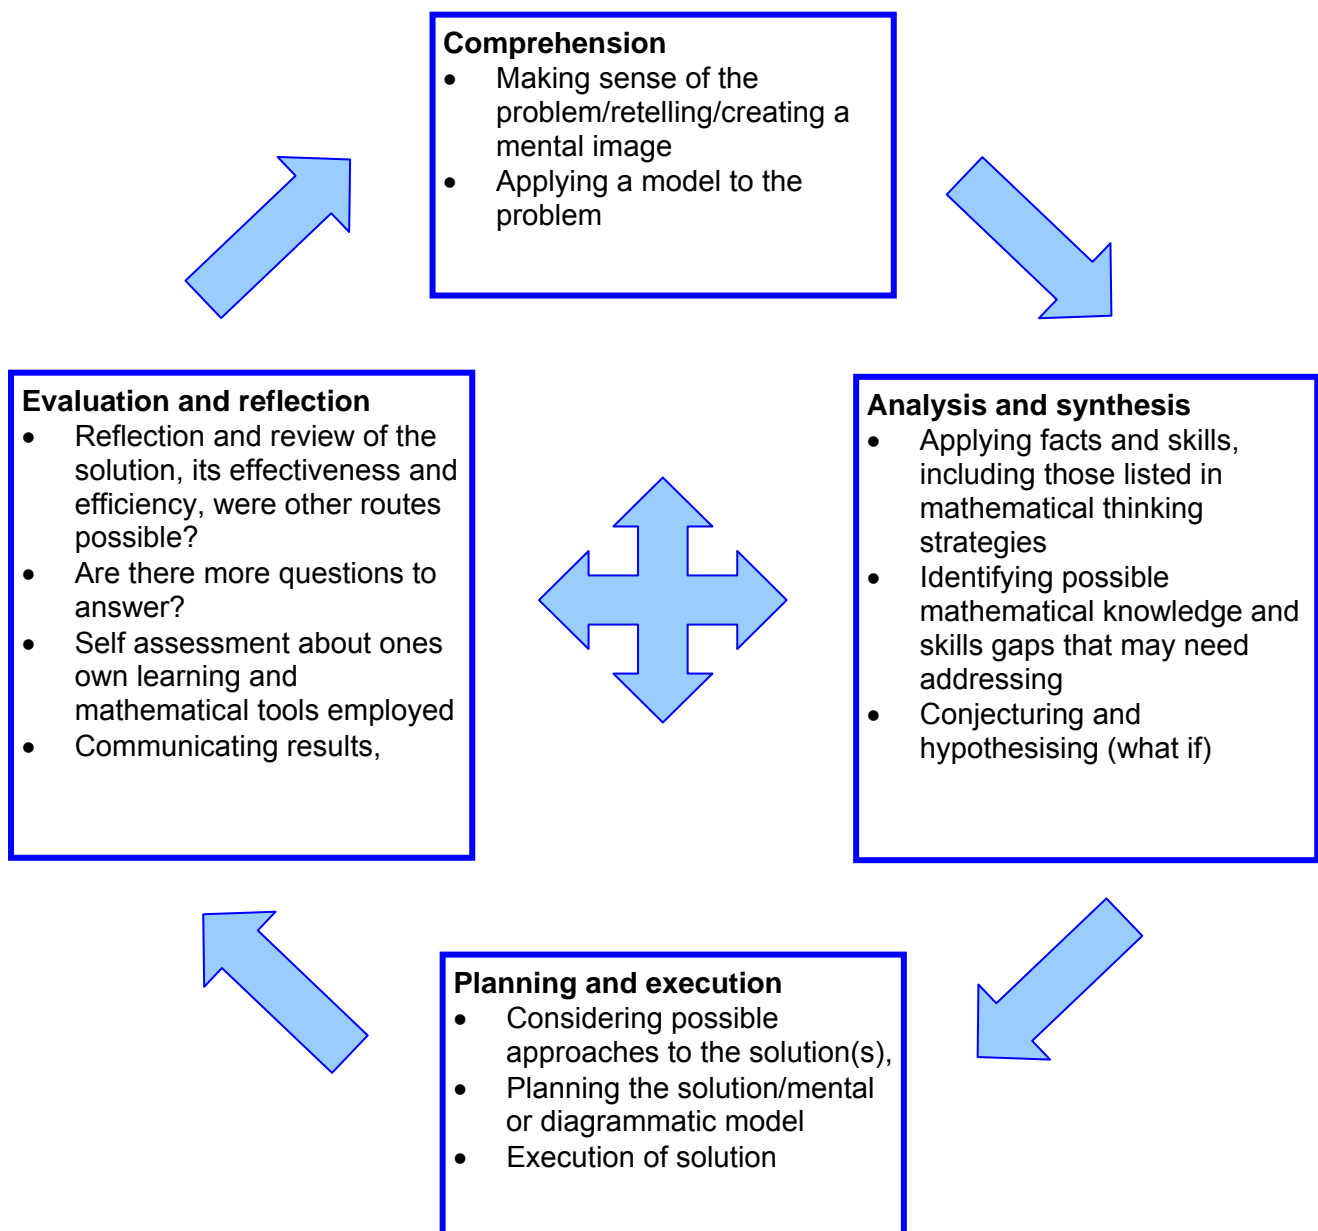 Comprehension
• Making sense of the
problem/retelling/creating a
mental image
• Applying a model to the
problem
Evaluation and reflection
• Reflection and review of the
solution, its effectiveness and
efficiency, were other routes
possible?
• Are there more questions to
answer?
• Self assessment about ones
own learning and
mathematical tools employed
• Communicating results,
Analysis and synthesis
• Applying facts and skills,
including those listed in
mathematical thinking
strategies
• Identifying possible
mathematical knowledge and
skills gaps that may need
addressing
• Conjecturing and
hypothesising (what if)
Planning and execution
• Considering possible
approaches to the solution(s),
• Planning the solution/mental
or diagrammatic model
• Execution of solution